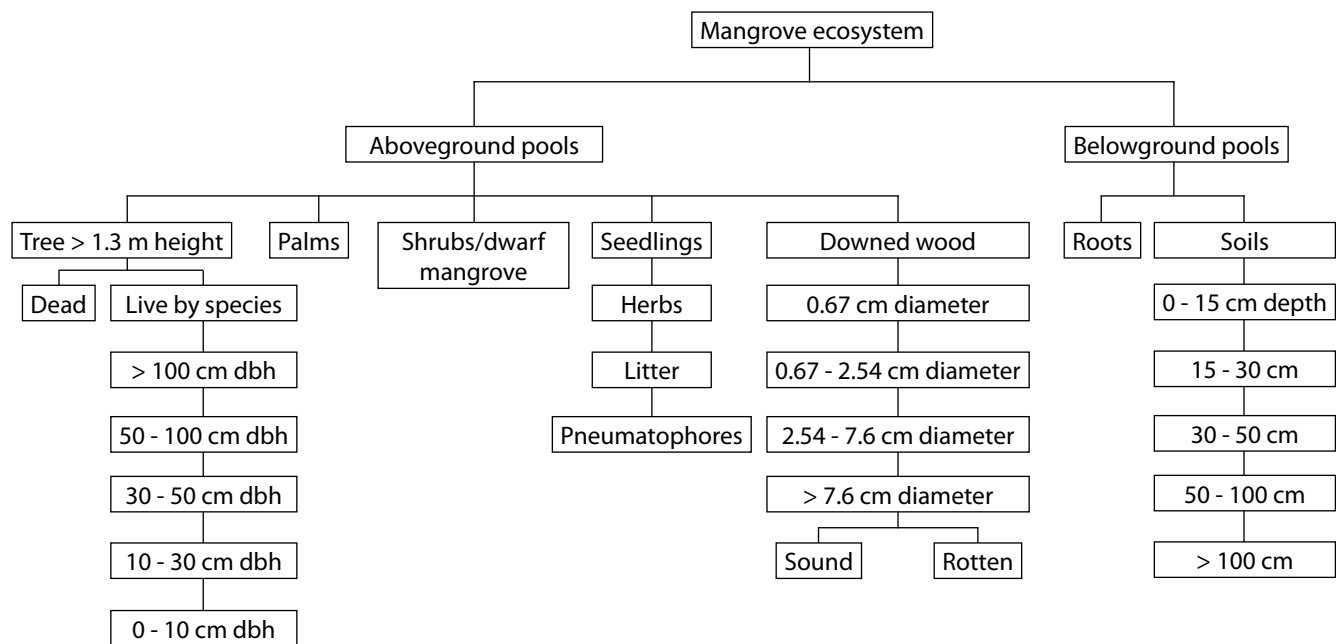 Mangrove ecosystem
Aboveground pools
Belowground pools
Tree > 1.3 m height
Palms
Shrubs/dwarf
mangrove
Seedlings
Downed wood
Roots
Soils
Dead
Live by species
Herbs
0.67 cm diameter
0 - 15 cm depth
> 100 cm dbh
Litter
0.67 - 2.54 cm diameter
15 - 30 cm
50 - 100 cm dbh
Pneumatophores
2.54 - 7.6 cm diameter
30 - 50 cm
30 - 50 cm dbh
> 7.6 cm diameter
50 - 100 cm
10 - 30 cm dbh
Sound
Rotten
> 100 cm
0 - 10 cm dbh